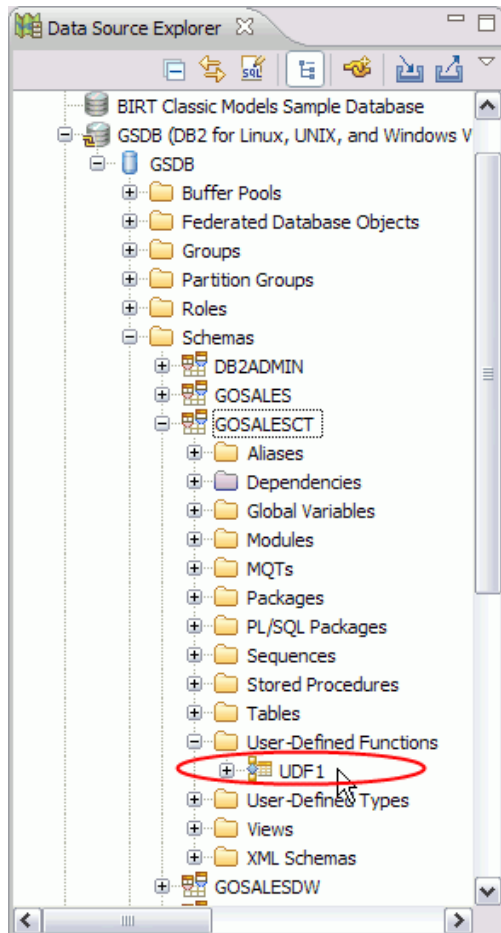 Data Source Explorer
SQL
BIRT Classic Models Sample Database
GSDB (DB2 for Linux, UNIX, and Windows V
GSDB
Buffer Pools
Federated Database Objects
Groups
Partition Groups
Roles
Schemas
DB2ADMIN
GOSALES
GOSALESCT
Aliases
Dependencies
Global Variables
Modules
MQTs
Packages
PL/SQL Packages
Sequences
Stored Procedures
Tables
User-Defined Functions
UDF1
User-Defined Types
Views
XML Schemas
GOSALESDW